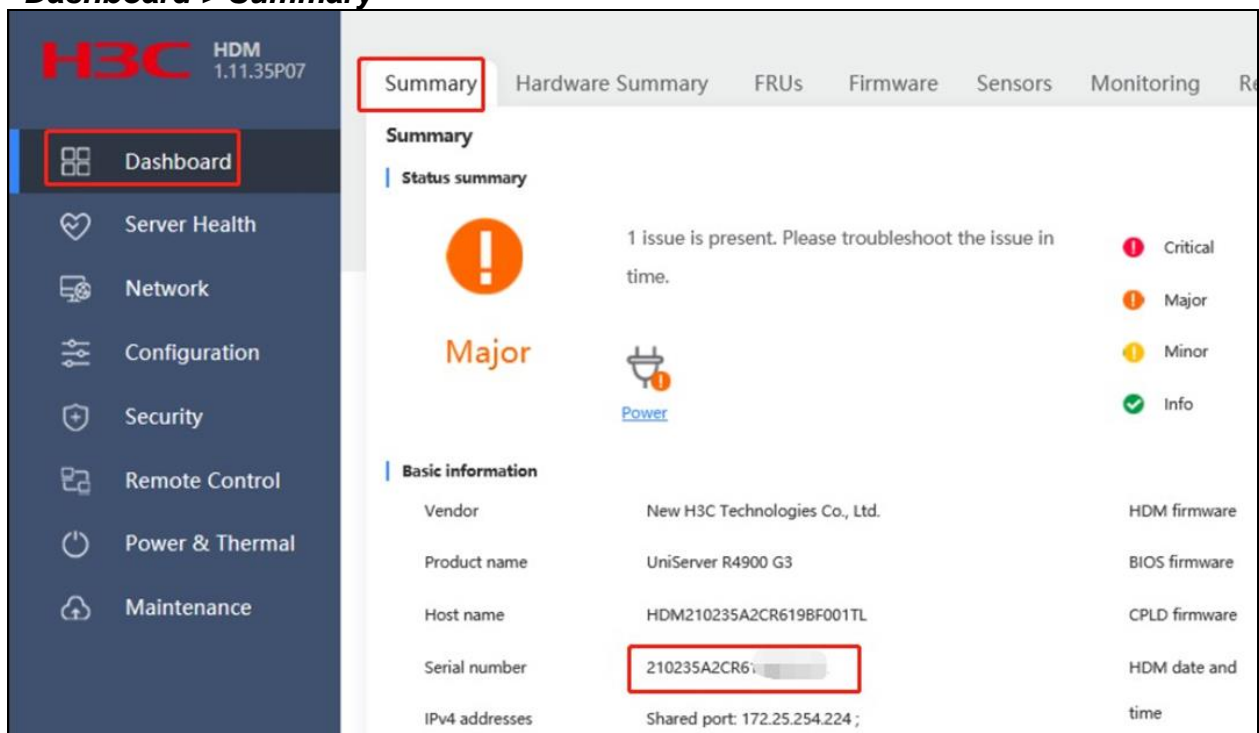 Dashboard > Summary
H3C HDM
1.11.35P07
Summary Hardware Summary FRUs Firmware Sensors Monitoring
Dashboard
Server Health
Network
Configuration
Security
Remote Control
Power & Thermal
Maintenance
Summary
Status summary
1 issue is present. Please troubleshoot the issue in
time.
Major
Power
Critical
Major
Minor
Info
Basic information
Vendor New H3C Technologies Co., Ltd. HDM firmware
Product name UniServer R4900 G3 BIOS firmware
Host name HDM210235A2CR619BF001TL CPLD firmware
Serial number 210235A2CR6 HDM date and
time
IPv4 addresses Shared port: 172.25.254.224 ;